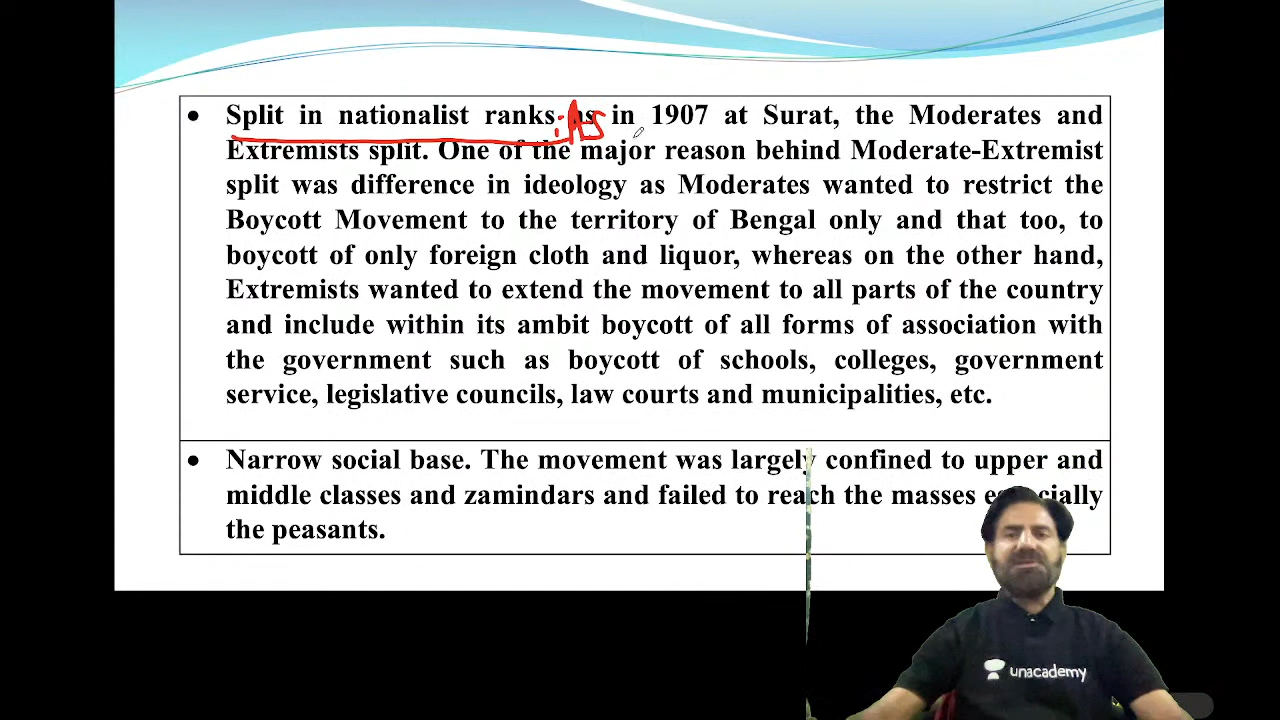 • Split in nationalist ranks :As in 1907 at Surat, the Moderates and
Extremists split. One of the major reason behind Moderate-Extremist
split was difference in ideology as Moderates wanted to restrict the
Boycott Movement to the territory of Bengal only and that too, to
boycott of only foreign cloth and liquor, whereas on the other hand,
Extremists wanted to extend the movement to all parts of the country
and include within its ambit boycott of all forms of association with
the government such as boycott of schools, colleges, government
service, legislative councils, law courts and municipalities, etc.
• Narrow social base. The movement was largely confined to upper and
middle classes and zamindars and failed to reach the masses especially
the peasants.
unacademy